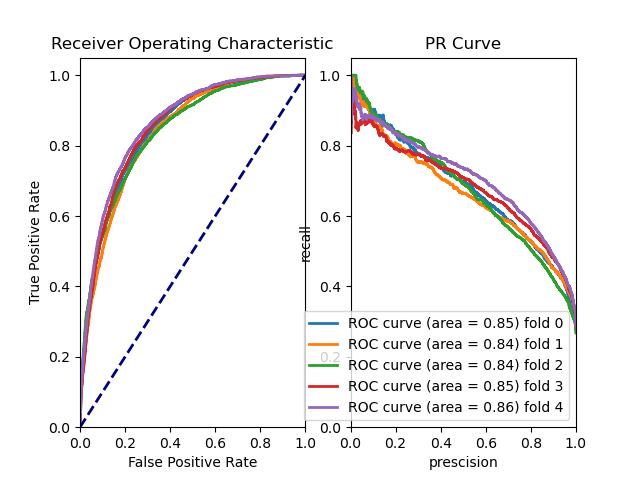 Receiver Operating Characteristic
1.0
0.8
0.6
0.4
0.2
0.0
True Positive Rate
0.0 0.2 0.4 0.6 0.8 1.0
False Positive Rate
PR Curve
1.0
0.8
0.6
0.4
0.2
0.0
recall
0.0 0.2 0.4 0.6 0.8 1.0
prescision
ROC curve (area = 0.85) fold 0
ROC curve (area = 0.84) fold 1
ROC curve (area = 0.84) fold 2
ROC curve (area = 0.85) fold 3
ROC curve (area = 0.86) fold 4